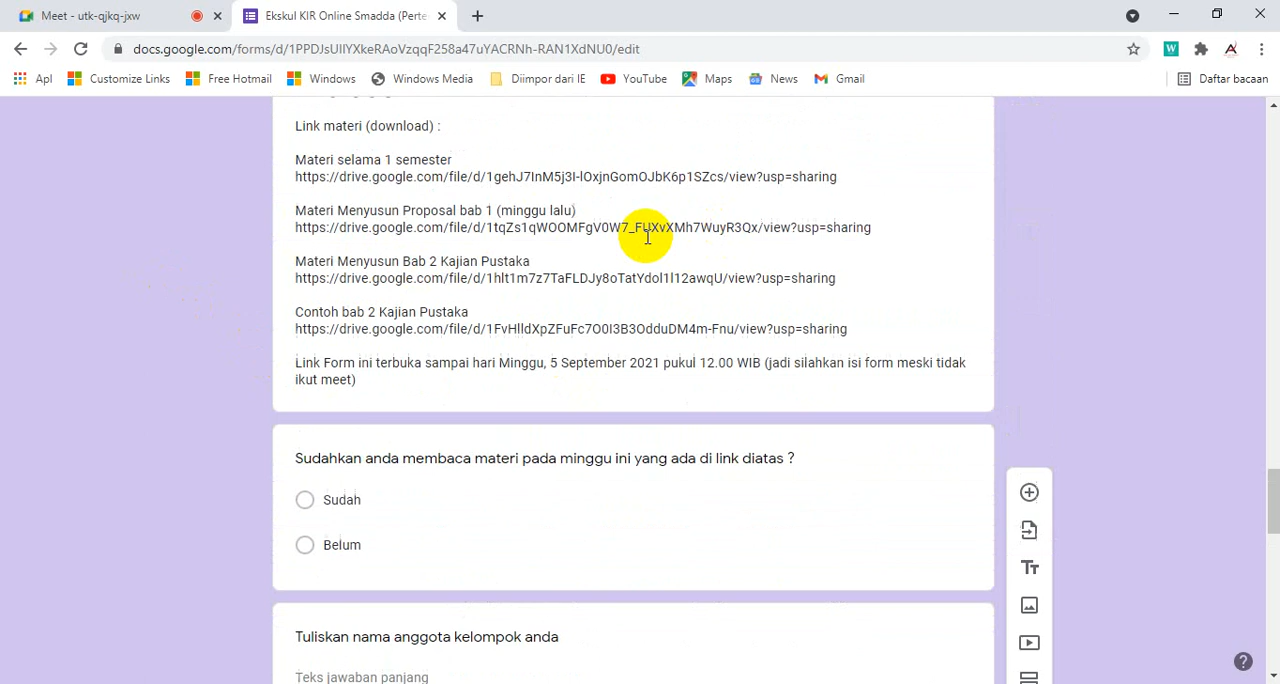 Meet - utk-qjkq-jxw
Ekskul KIR Online Smadda (Perte
docs.google.com/forms/d/1PPDJsUIlYXkeRAoVzqqF258a47uYACRNh-RAN1XdNU0/edit
Apl
Customize Links
Free Hotmail
Windows
Windows Media
Diimpor dari IE
YouTube
Maps
News
Gmail
Daftar bacaan
Link materi (download) :
Materi selama 1 semester
https://drive.google.com/file/d/1gehJ7InM5j3I-lOxjnGomOJbK6p1SZcs/view?usp=sharing
Materi Menyusun Proposal bab 1 (minggu lalu)
https://drive.google.com/file/d/1tqZs1qWOOMFgV0W7_FUXvXMh7WuyR3Qx/view?usp=sharing
Materi Menyusun Bab 2 Kajian Pustaka
https://drive.google.com/file/d/1hlt1m7z7TaFLDJy8oTatYdol1l12awqU/view?usp=sharing
Contoh bab 2 Kajian Pustaka
https://drive.google.com/file/d/1FvHlldXpZFuFc7O0I3B3OdduDM4m-Fnu/view?usp=sharing
Link Form ini terbuka sampai hari Minggu, 5 September 2021 pukul 12.00 WIB (jadi silahkan isi form meski tidak
ikut meet)
Sudahkan anda membaca materi pada minggu ini yang ada di link diatas ?
Sudah
Belum
Tuliskan nama anggota kelompok anda
Teks jawaban panjang